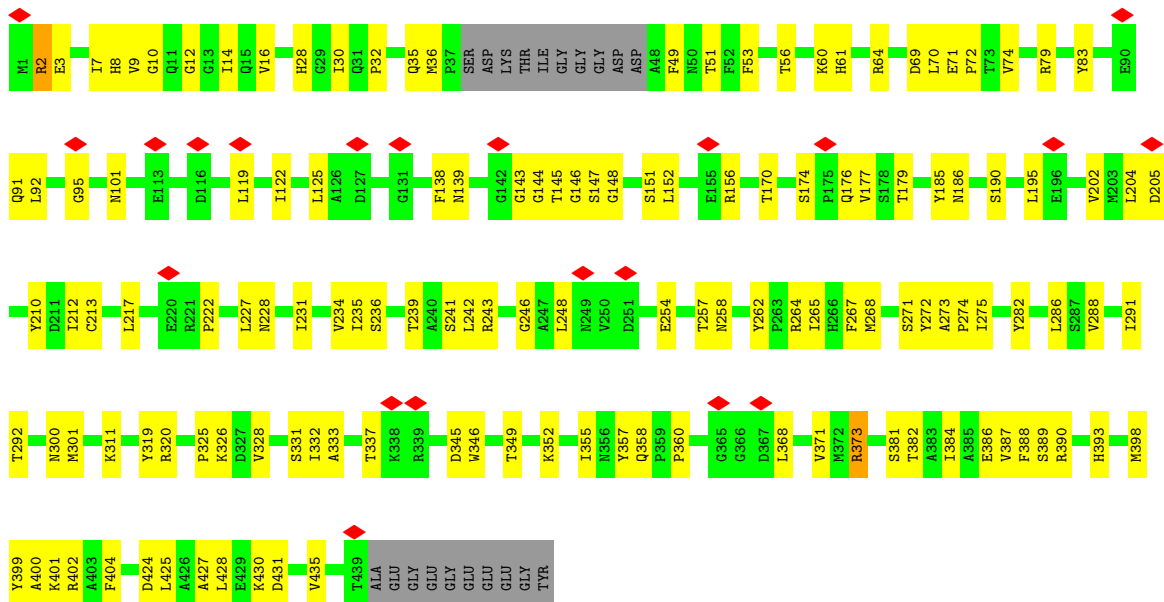 M1 R2 E3 I7 H8 V9 G10 Q11 G12 G13 I14 Q15 V16 H28 G29 I30 Q31 P32 Q35 M36 P37 SER ASP LYS THR ILE GLY GLY GLY ASP ASP A48 F49 N50 T51 F52 F53 T56 K60 H61 R64 D69 L70 E71 P72 T73 V74 R79 Y83 E90
Q91 L92 G95 N101 E113 D116 L119 I122 L125 A126 D127 G131 F138 N139 G142 G143 G144 T145 G146 S147 G148 S151 L152 E155 R156 T170 S174 P175 Q176 V177 S178 T179 Y185 N186 S190 L195 E196 V202 M203 L204 D205
Y210 D211 I212 C213 L217 E220 R221 P222 L227 N228 I231 V234 I235 S236 T239 A240 S241 L242 R243 G246 A247 L248 N249 V250 D251 E254 T257 N258 Y262 P263 R264 I265 H266 F267 M268 S271 Y272 A273 P274 I275 Y282 L286 S287 V288 I291
T292 N300 M301 K311 Y319 R320 P325 K326 D327 V328 S331 I332 A333 T337 K338 R339 D345 W346 T349 K352 I355 N356 Y357 Q358 P359 P360 G365 G366 D367 L368 V371 M372 R373 S381 T382 A383 I384 A385 E386 V387 F388 S389 R390 H393 M398
Y399 A400 K401 R402 A403 F404 D424 L425 A426 A427 L428 E429 K430 D431 V435 T439 ALA GLU GLY GLU GLY GLU GLU GLU GLY TYR